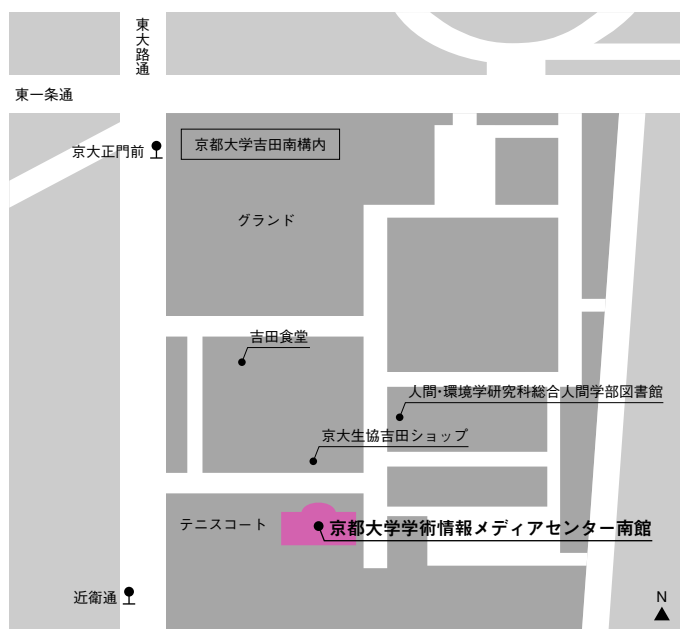 東大路通
東一条通
京大正門前
京都大学吉田南構内
グランド
吉田食堂
人間・環境学研究科総合人間学部図書館
京大生協吉田ショップ
テニスコート
京都大学学術情報メディアセンター南館
近衛通
N